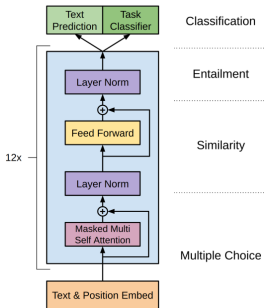 Text
Prediction
Task
Classifier
Classification
Layer Norm
Entailment
12x
Feed Forward
Similarity
Layer Norm
Masked Multi
Self Attention
Multiple Choice
Text & Position Embed